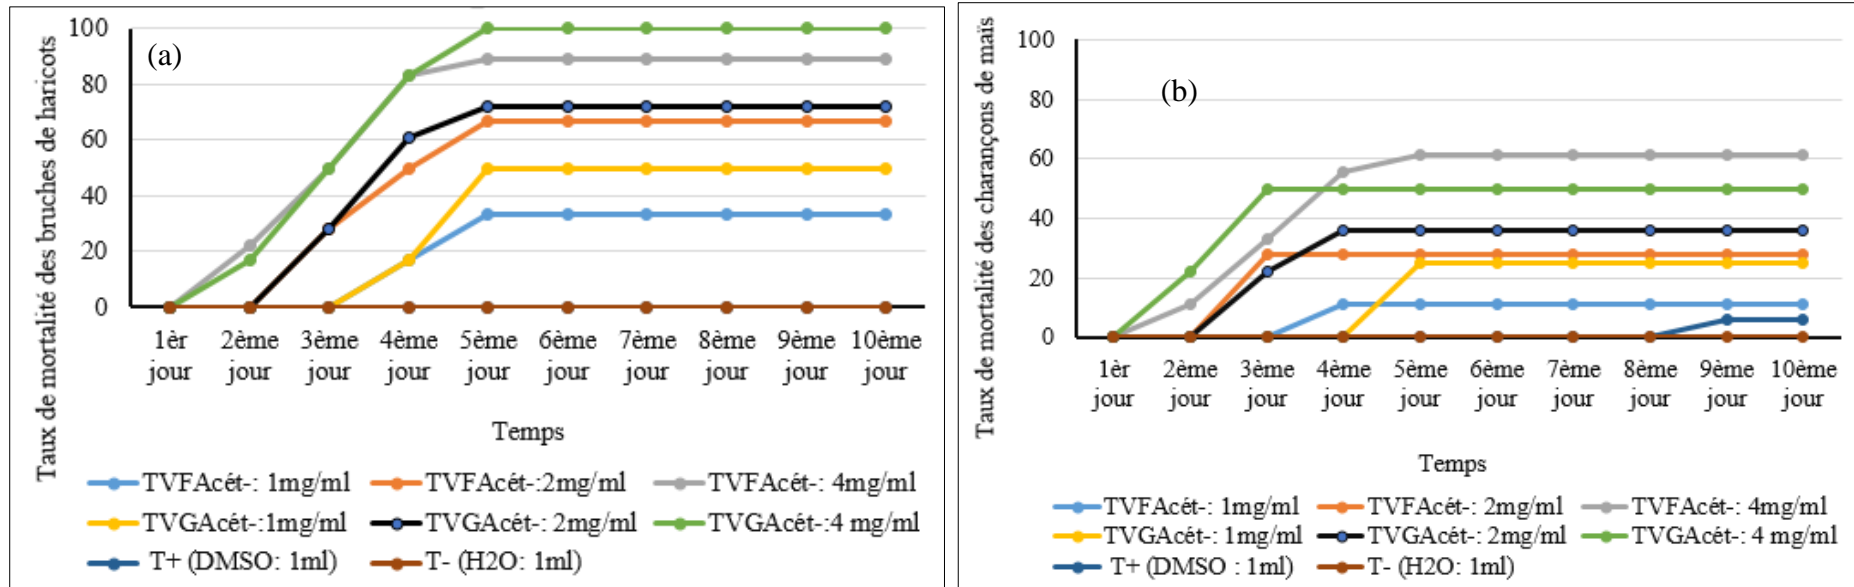 Taux de mortalité des bruches de haricots
(a)
100
80
60
40
20
0
1èr jour
2ème jour
3ème jour
4ème jour
5ème jour
6ème jour
7ème jour
8ème jour
9ème jour
10ème jour
Temps
TVFAcét-: 1mg/ml TVFAcét-:2mg/ml TVFAcét-: 4mg/ml
TVGAcét-:1mg/ml TVGAcét-: 2mg/ml TVGAcét-:4 mg/ml
T+ (DMSO: 1ml) T- (H2O: 1ml)
Taux de mortalité des charançons de maïs
(b)
100
80
60
40
20
0
1èr jour
2ème jour
3ème jour
4ème jour
5ème jour
6ème jour
7ème jour
8ème jour
9ème jour
10ème jour
Temps
TVFAcét-: 1mg/ml TVFAcét-: 2mg/ml TVFAcét-: 4mg/ml
TVGAcét-: 1mg/ml TVGAcét-: 2mg/ml TVGAcét-: 4 mg/ml
T+ (DMSO : 1ml) T- (H2O: 1ml)